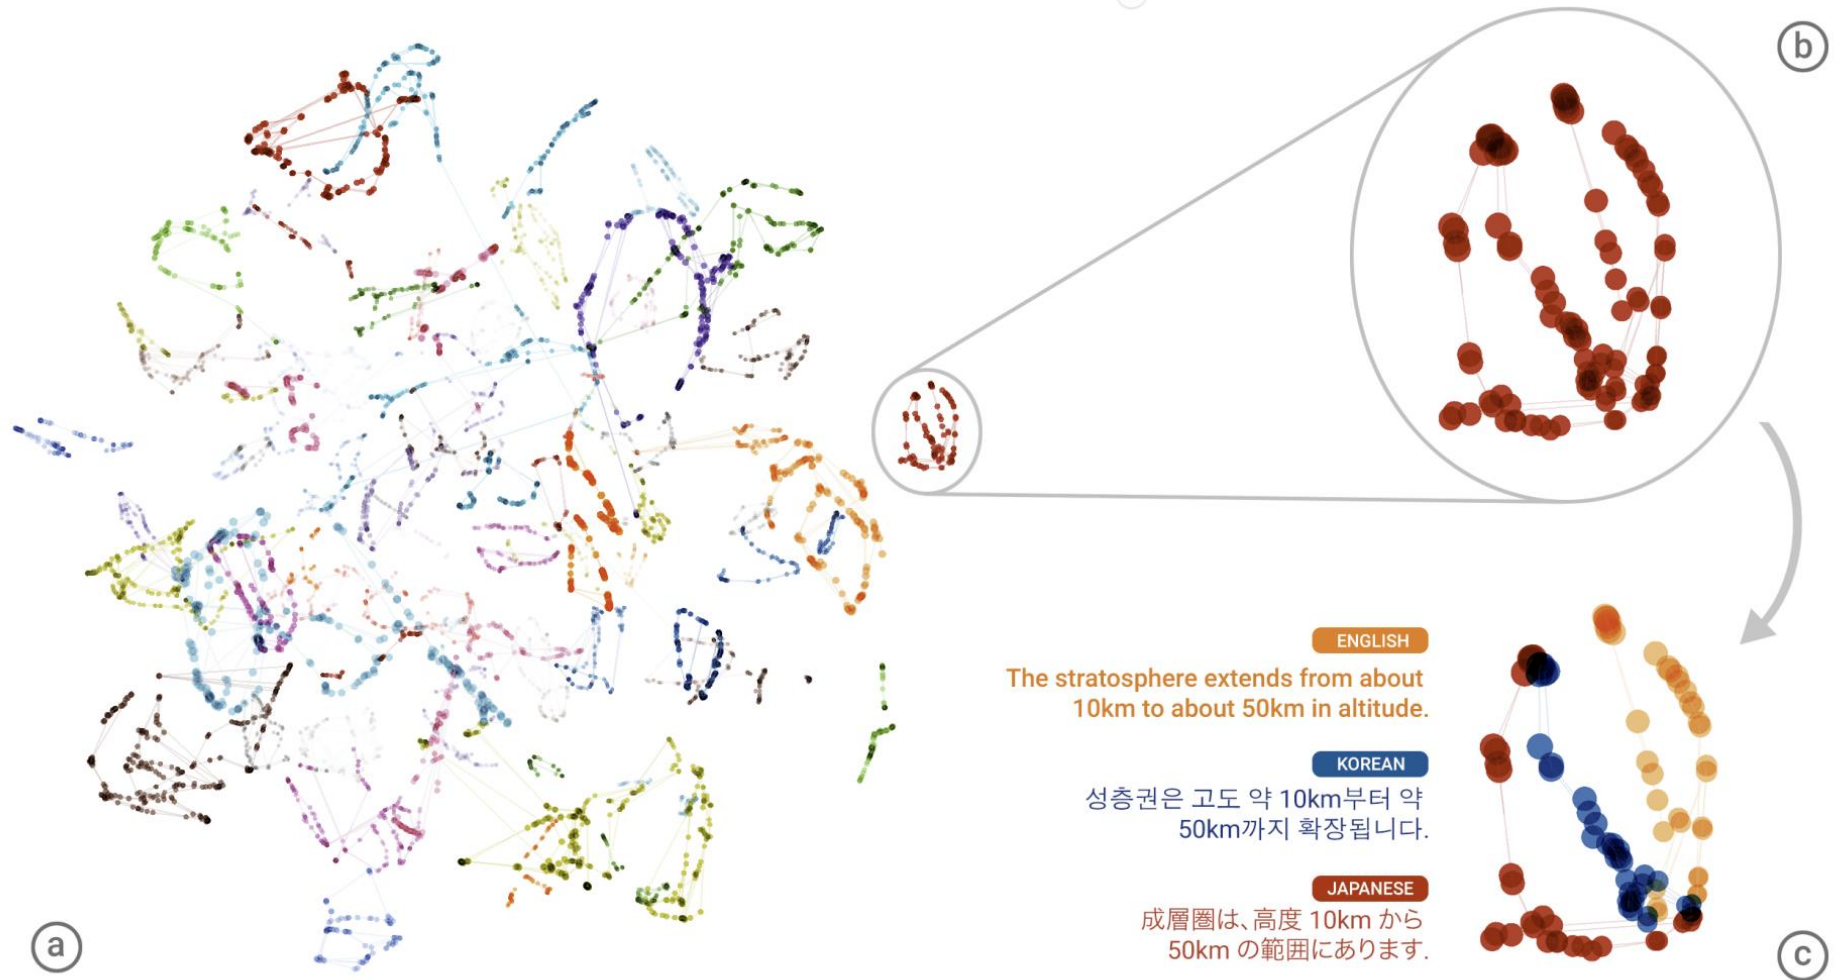 b
ENGLISH
The stratosphere extends from about
10km to about 50km in altitude.
KOREAN
성층권은 고도 약 10km부터 약
50km까지 확장됩니다.
JAPANESE
成層圏は、高度 10km から
50km の範囲にあります.
a
c